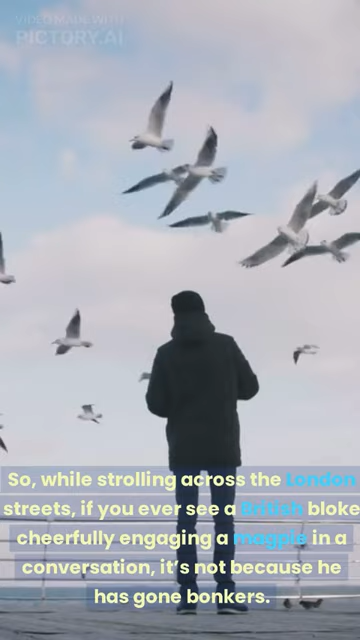 VIDEO MADE WITH
PICTORY.AI
So, while strolling across the London
streets, if you ever see a British bloke
cheerfully engaging a magpie in a
conversation, it's not because he
has gone bonkers.